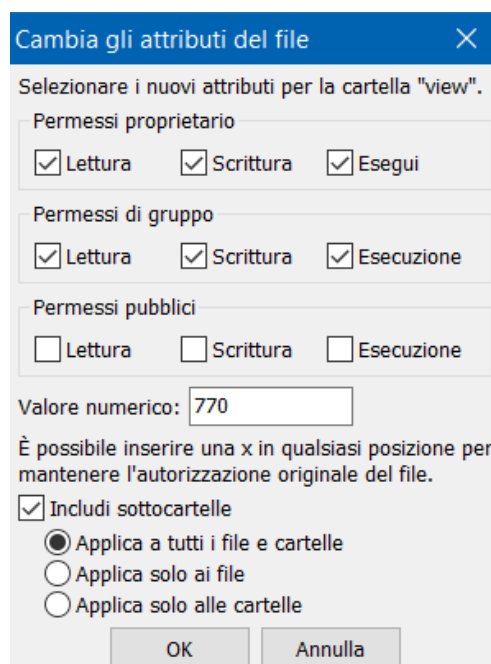 Cambia gli attributi del file
Selezionare i nuovi attributi per la cartella "view".
Permessi proprietario
Lettura Scrittura Esegui
Permessi di gruppo
Lettura Scrittura Esecuzione
Permessi pubblici
Lettura Scrittura Esecuzione
Valore numerico: 770
È possibile inserire una x in qualsiasi posizione per
mantenere l'autorizzazione originale del file.
Includi sottocartelle
Applica a tutti i file e cartelle
Applica solo ai file
Applica solo alle cartelle
OK Annulla